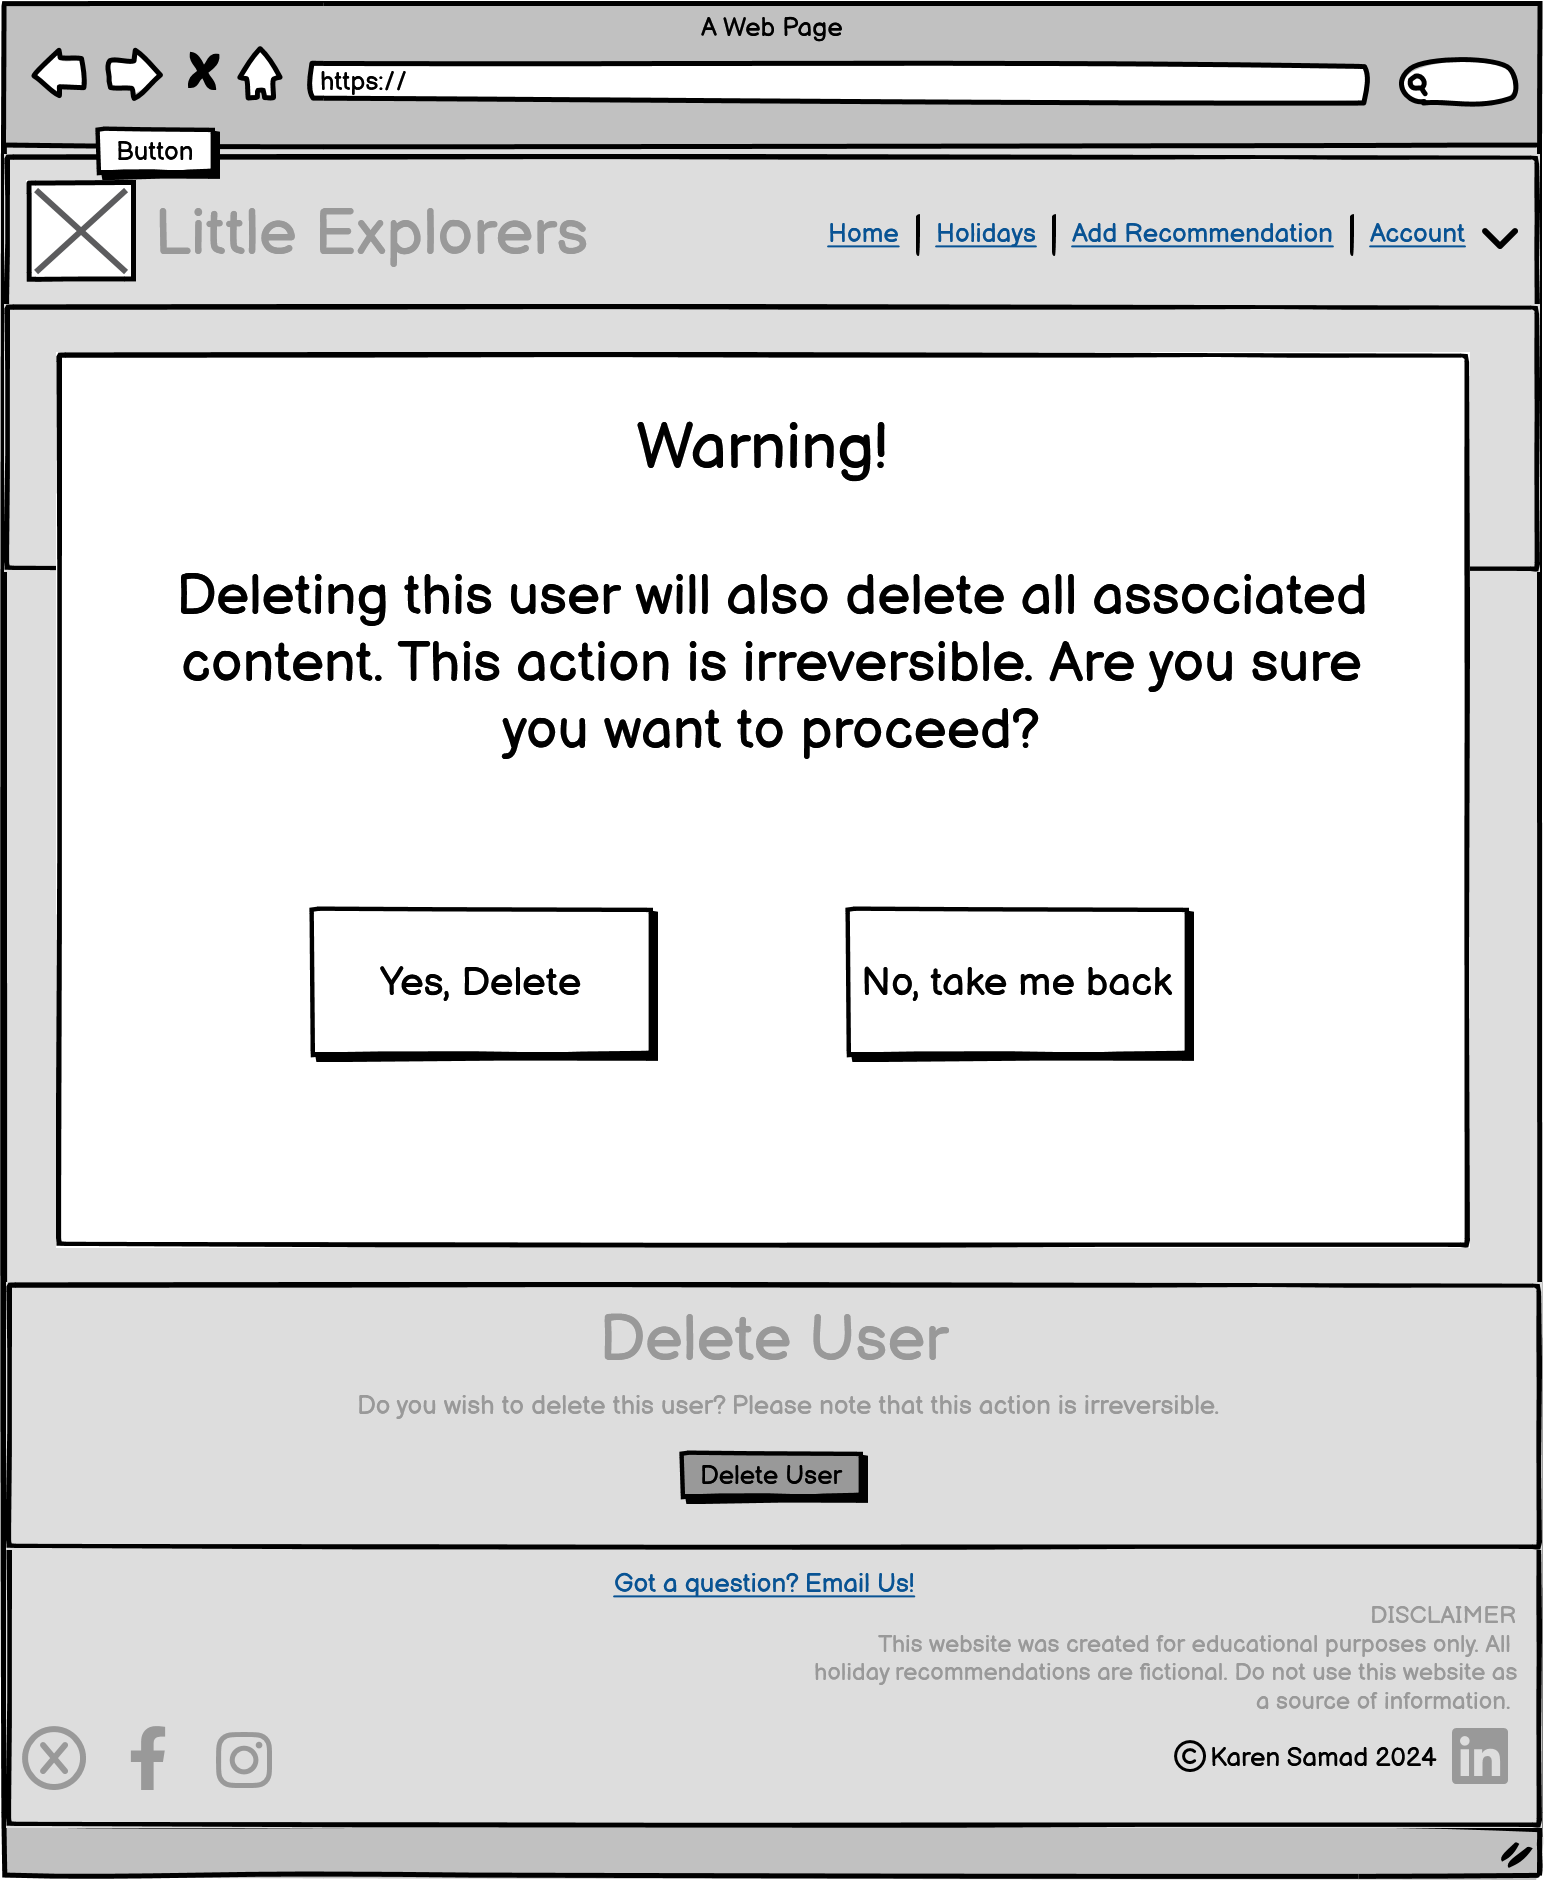 A Web Page
https://
Button
Little Explorers
Home
Holidays
Add Recommendation
Account
Warning!
Deleting this user will also delete all associated
content. This action is irreversible. Are you sure
you want to proceed?
Yes, Delete
No, take me back
Delete User
Do you wish to delete this user? Please note that this action is irreversible.
Delete User
Got a question? Email Us!
DISCLAIMER
This website was created for educational purposes only. All
holiday recommendations are fictional. Do not use this website as
a source of information.
© Karen Samad 2024
in